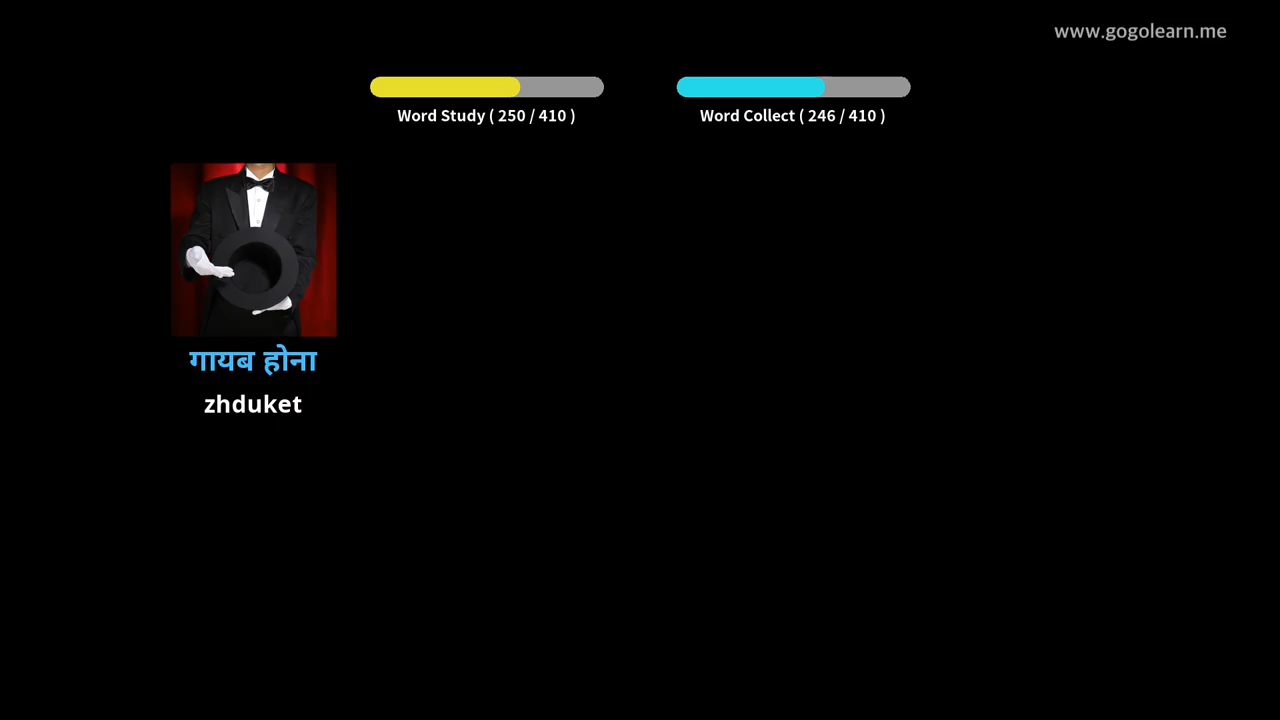 www.gogolearn.me
Word Study ( 250 / 410 )
Word Collect ( 246 / 410 )
गायब होना
zhduket